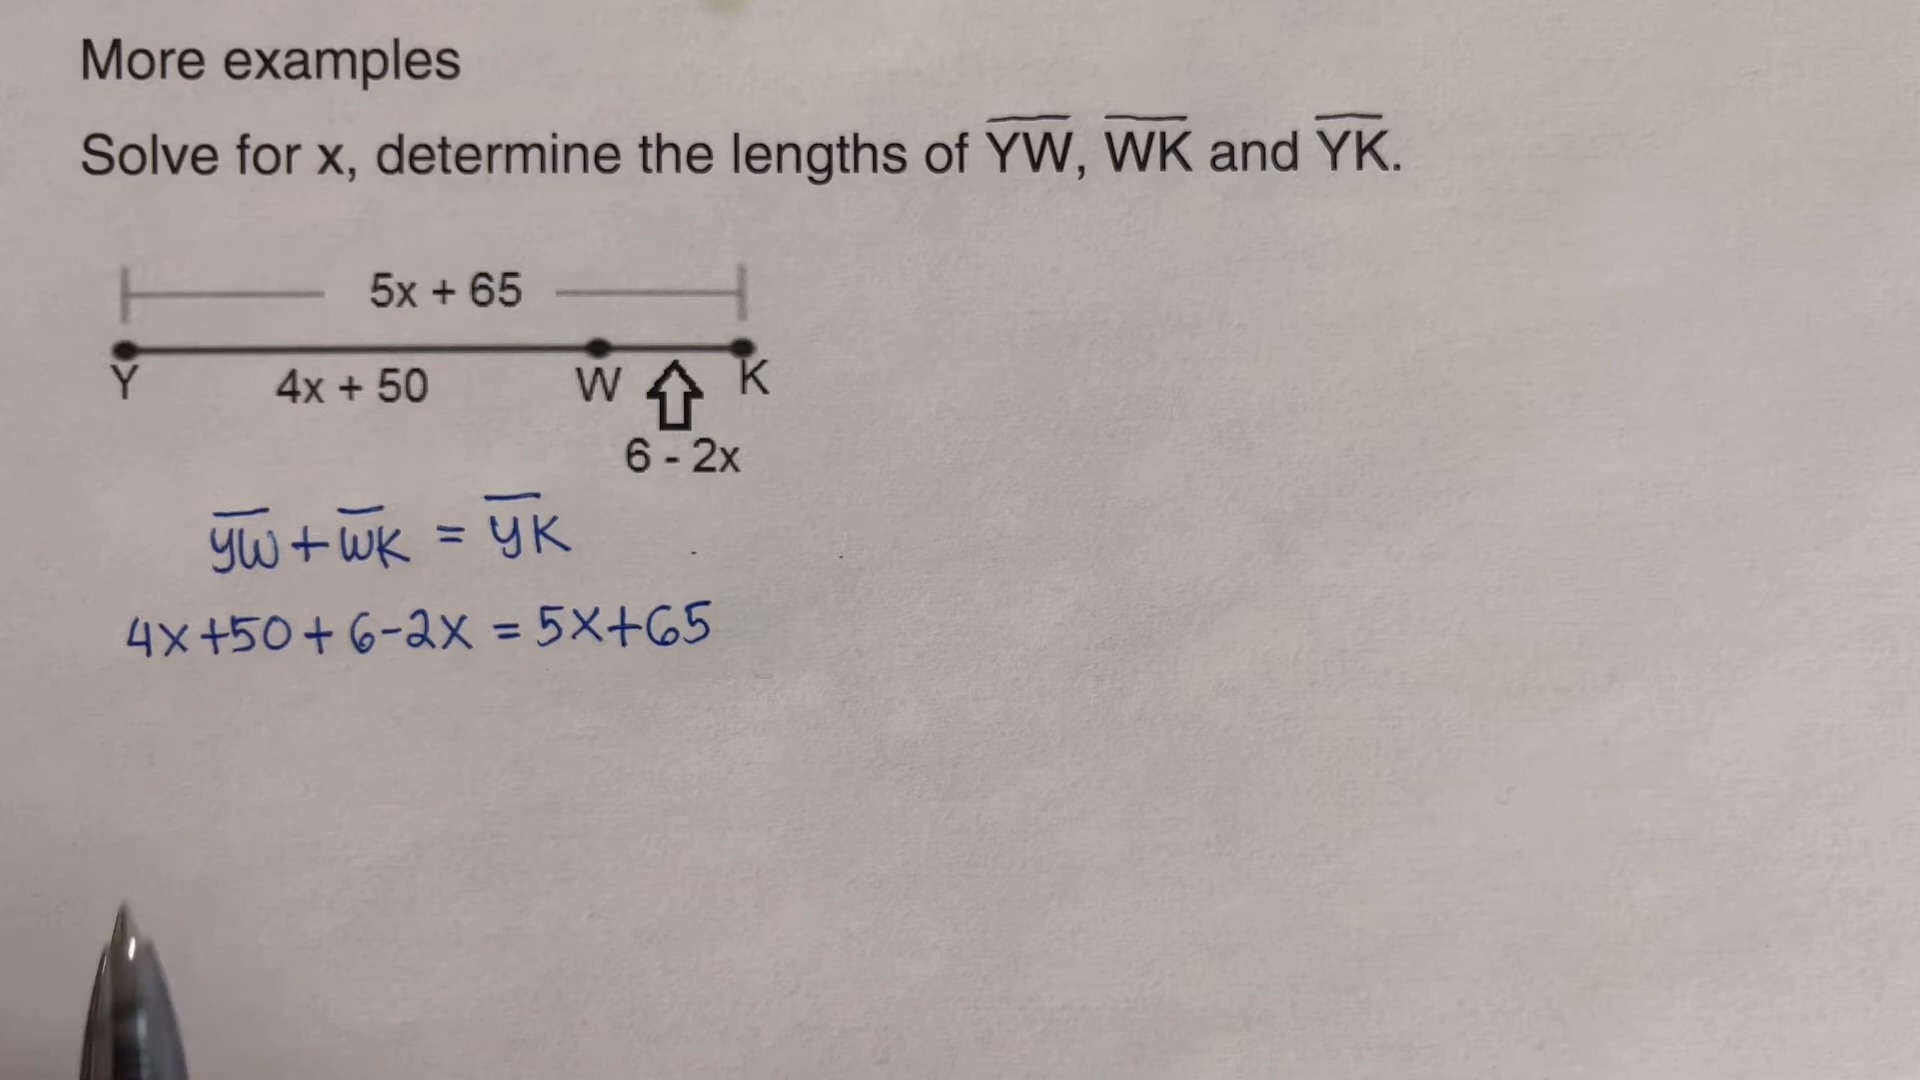 More examples
Solve for x, determine the lengths of YW, WK and YK.
5x + 65
Y 4x + 50 W K
6 - 2x
YW + WK = YK
4x+50+6-2x = 5x+65